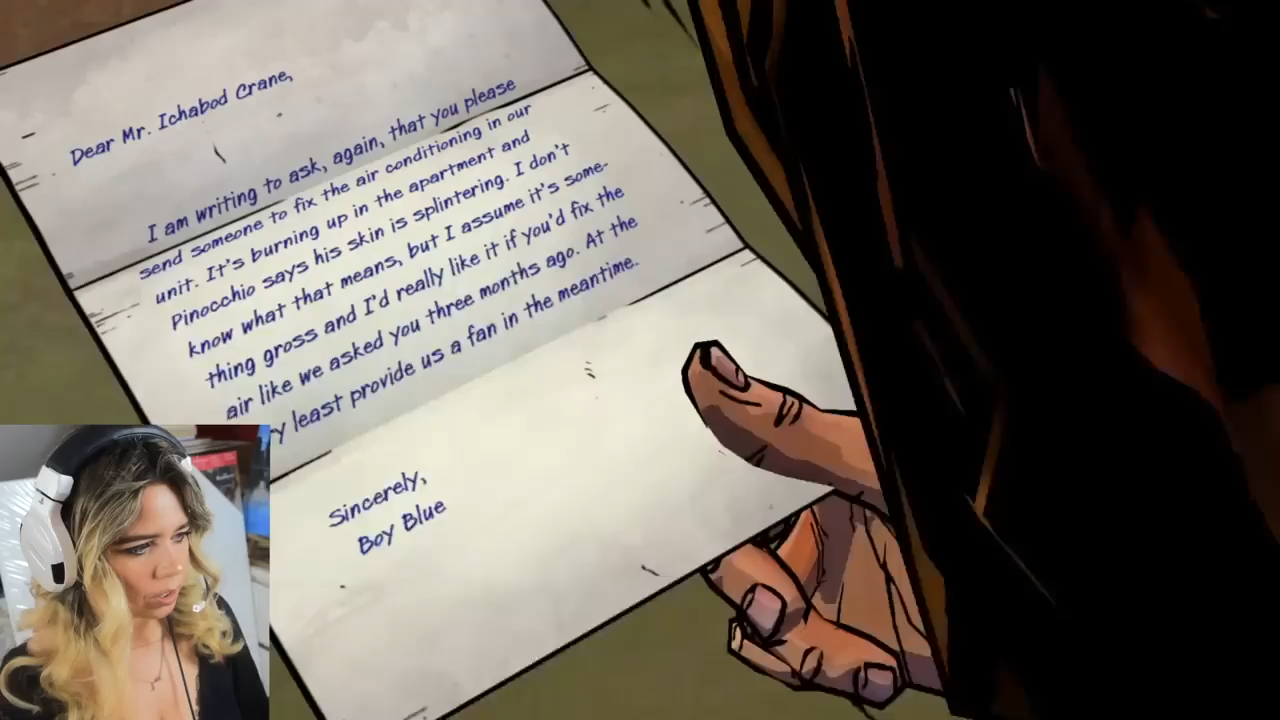 Dear Mr. Ichabod Crane,
I am writing to ask, again, that you please
send someone to fix the air conditioning in our
unit. It's burning up in the apartment and
Pinocchio says his skin is splintering. I don't
know what that means, but I assume it's some-
thing gross and I'd really like it if you'd fix the
air like we asked you three months ago. At the
y least provide us a fan in the meantime.
Sincerely,
Boy Blue